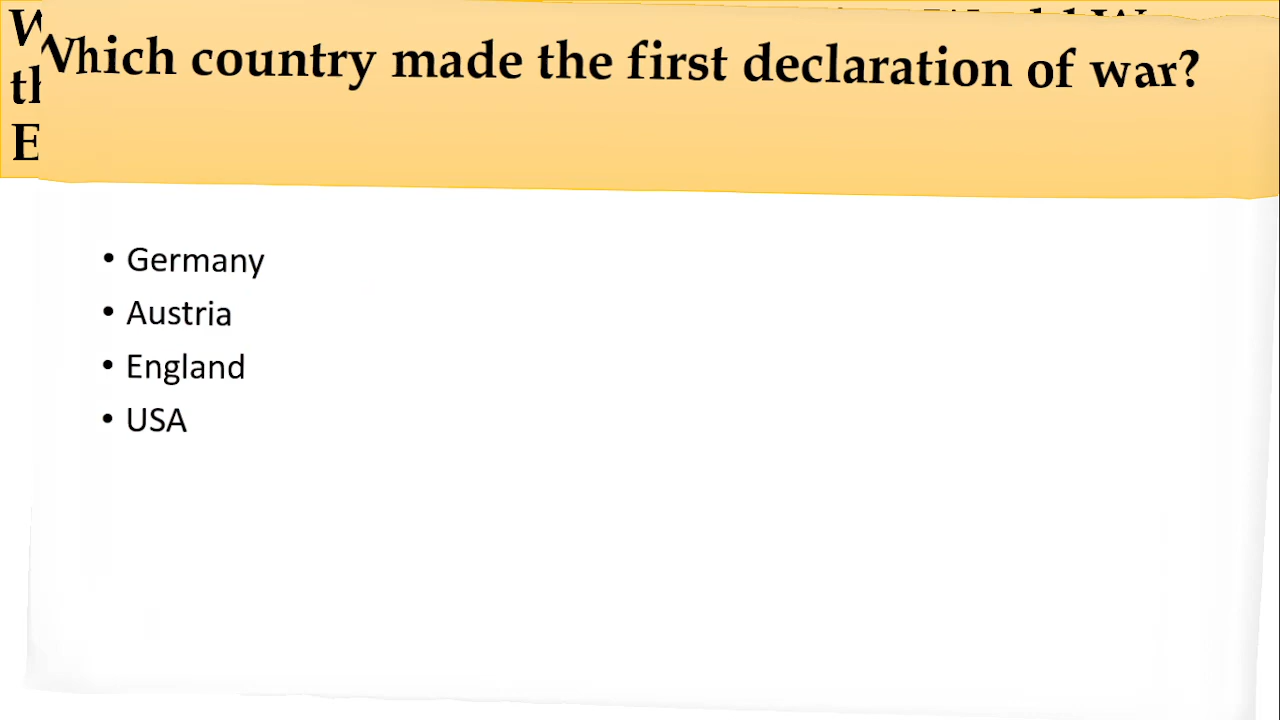 Which country made the first declaration of war?
• Germany
• Austria
• England
• USA